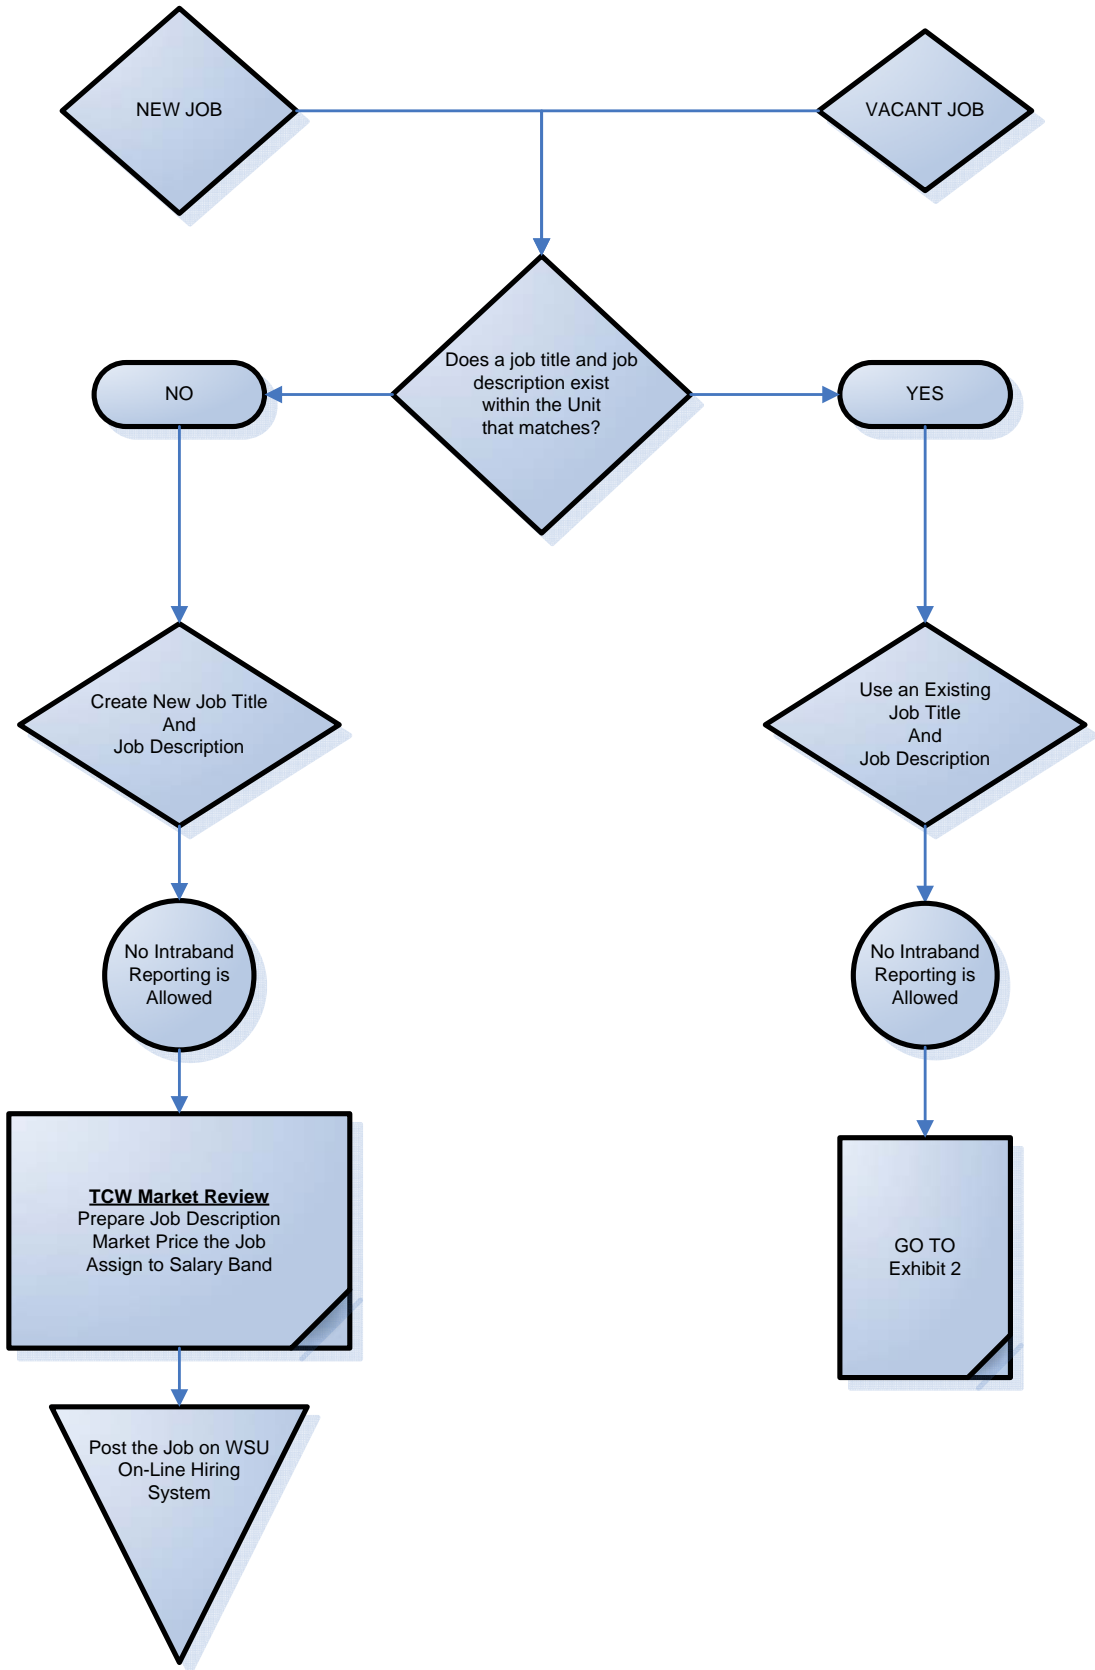 NEW JOB
VACANT JOB
Does a job title and job
description exist
within the Unit
that matches?
NO
YES
Create New Job Title
And
Job Description
Use an Existing
Job Title
And
Job Description
No Intraband
Reporting is
Allowed
No Intraband
Reporting is
Allowed
TCW Market Review
Prepare Job Description
Market Price the Job
Assign to Salary Band
GO TO
Exhibit 2
Post the Job on WSU
On-Line Hiring
System